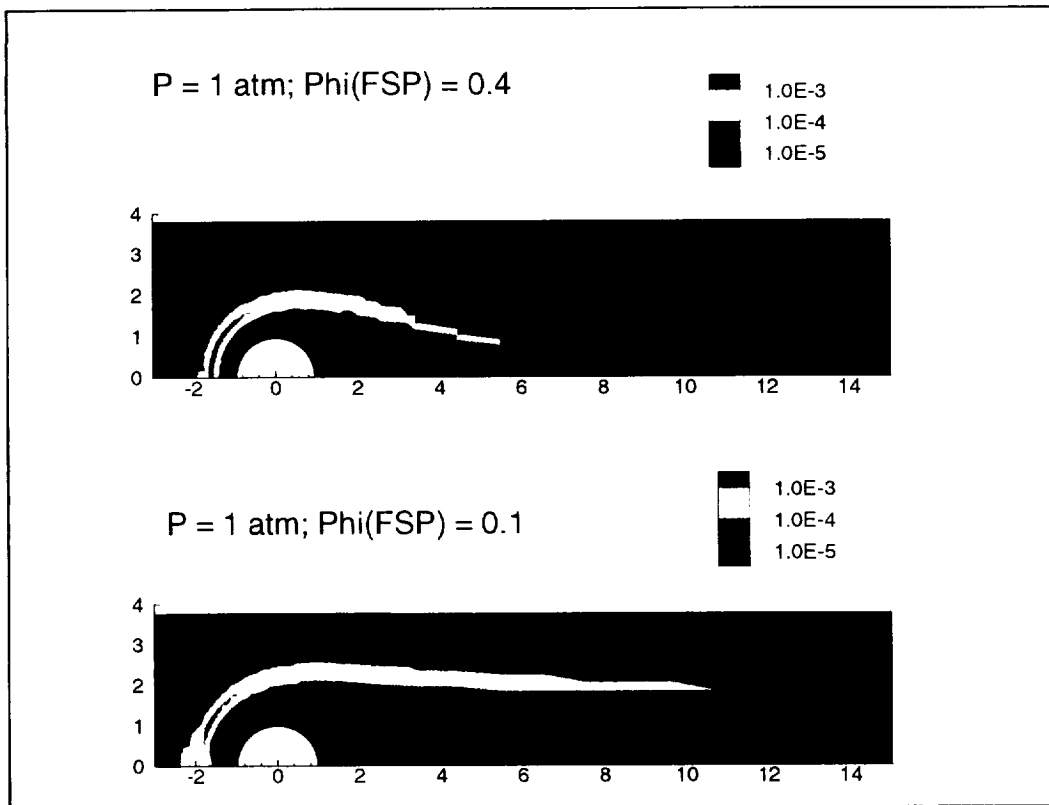 P = 1 atm; Phi(FSP) = 0.4
1.0E-3
1.0E-4
1.0E-5
4
3
2
1
0
-2 0 2 4 6 8 10 12 14
P = 1 atm; Phi(FSP) = 0.1
1.0E-3
1.0E-4
1.0E-5
4
3
2
1
0
-2 0 2 4 6 8 10 12 14